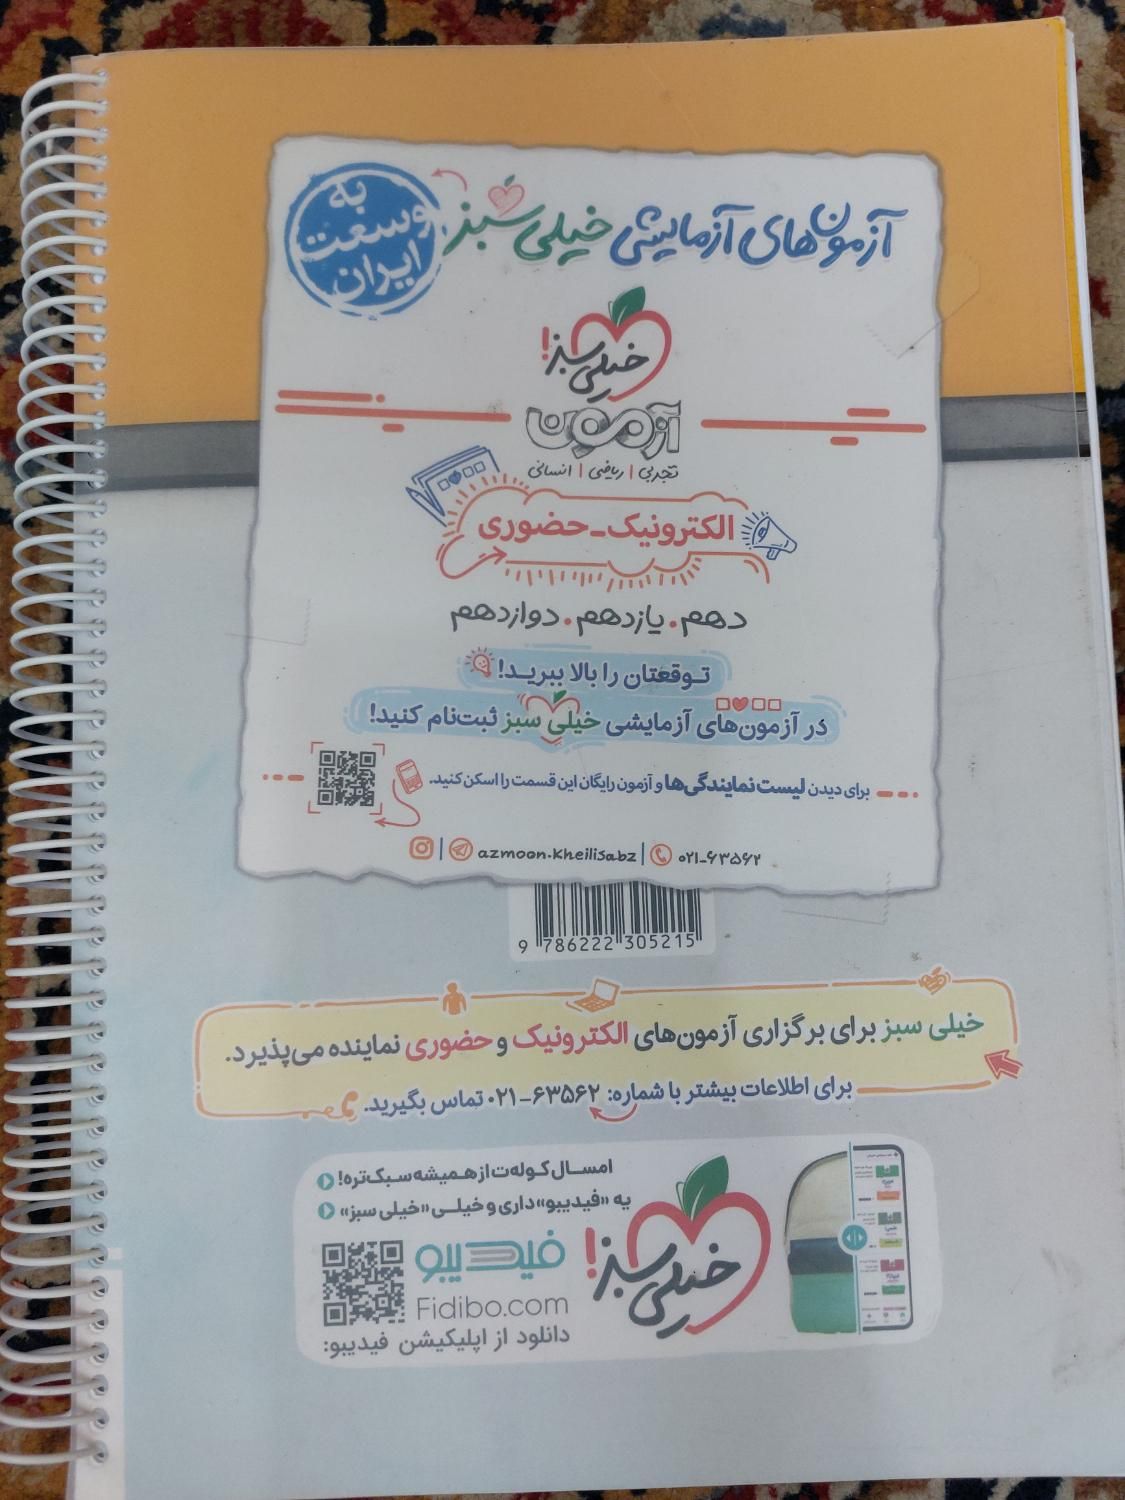 آزمون‌های آزمایشی خیلی سبز
به وسعت ایران
خیلی سبز!
آزمون
تجربی | ریاضی | انسانی
الکترونیک-حضوری
دهم . یازدهم . دوازدهم
توقعتان را بالا ببرید!
در آزمون‌های آزمایشی خیلی سبز ثبت‌نام کنید!
برای دیدن لیست نمایندگی‌ها و آزمون رایگان این قسمت را اسکن کنید.
azmoon.kheilisabz | ۰۲۱-۶۳۵۶۲
9 786222 305215
خیلی سبز برای برگزاری آزمون‌های الکترونیک و حضوری نماینده می‌پذیرد.
برای اطلاعات بیشتر با شماره: ۶۳۵۶۲-۰۲۱ تماس بگیرید.
امسال کوله‌ت از همیشه سبک‌تره!
یه «فیدیبو» داری و خیلی «خیلی سبز»
خیلی سبز!
فیدیبو
Fidibo.com
دانلود از اپلیکیشن فیدیبو: